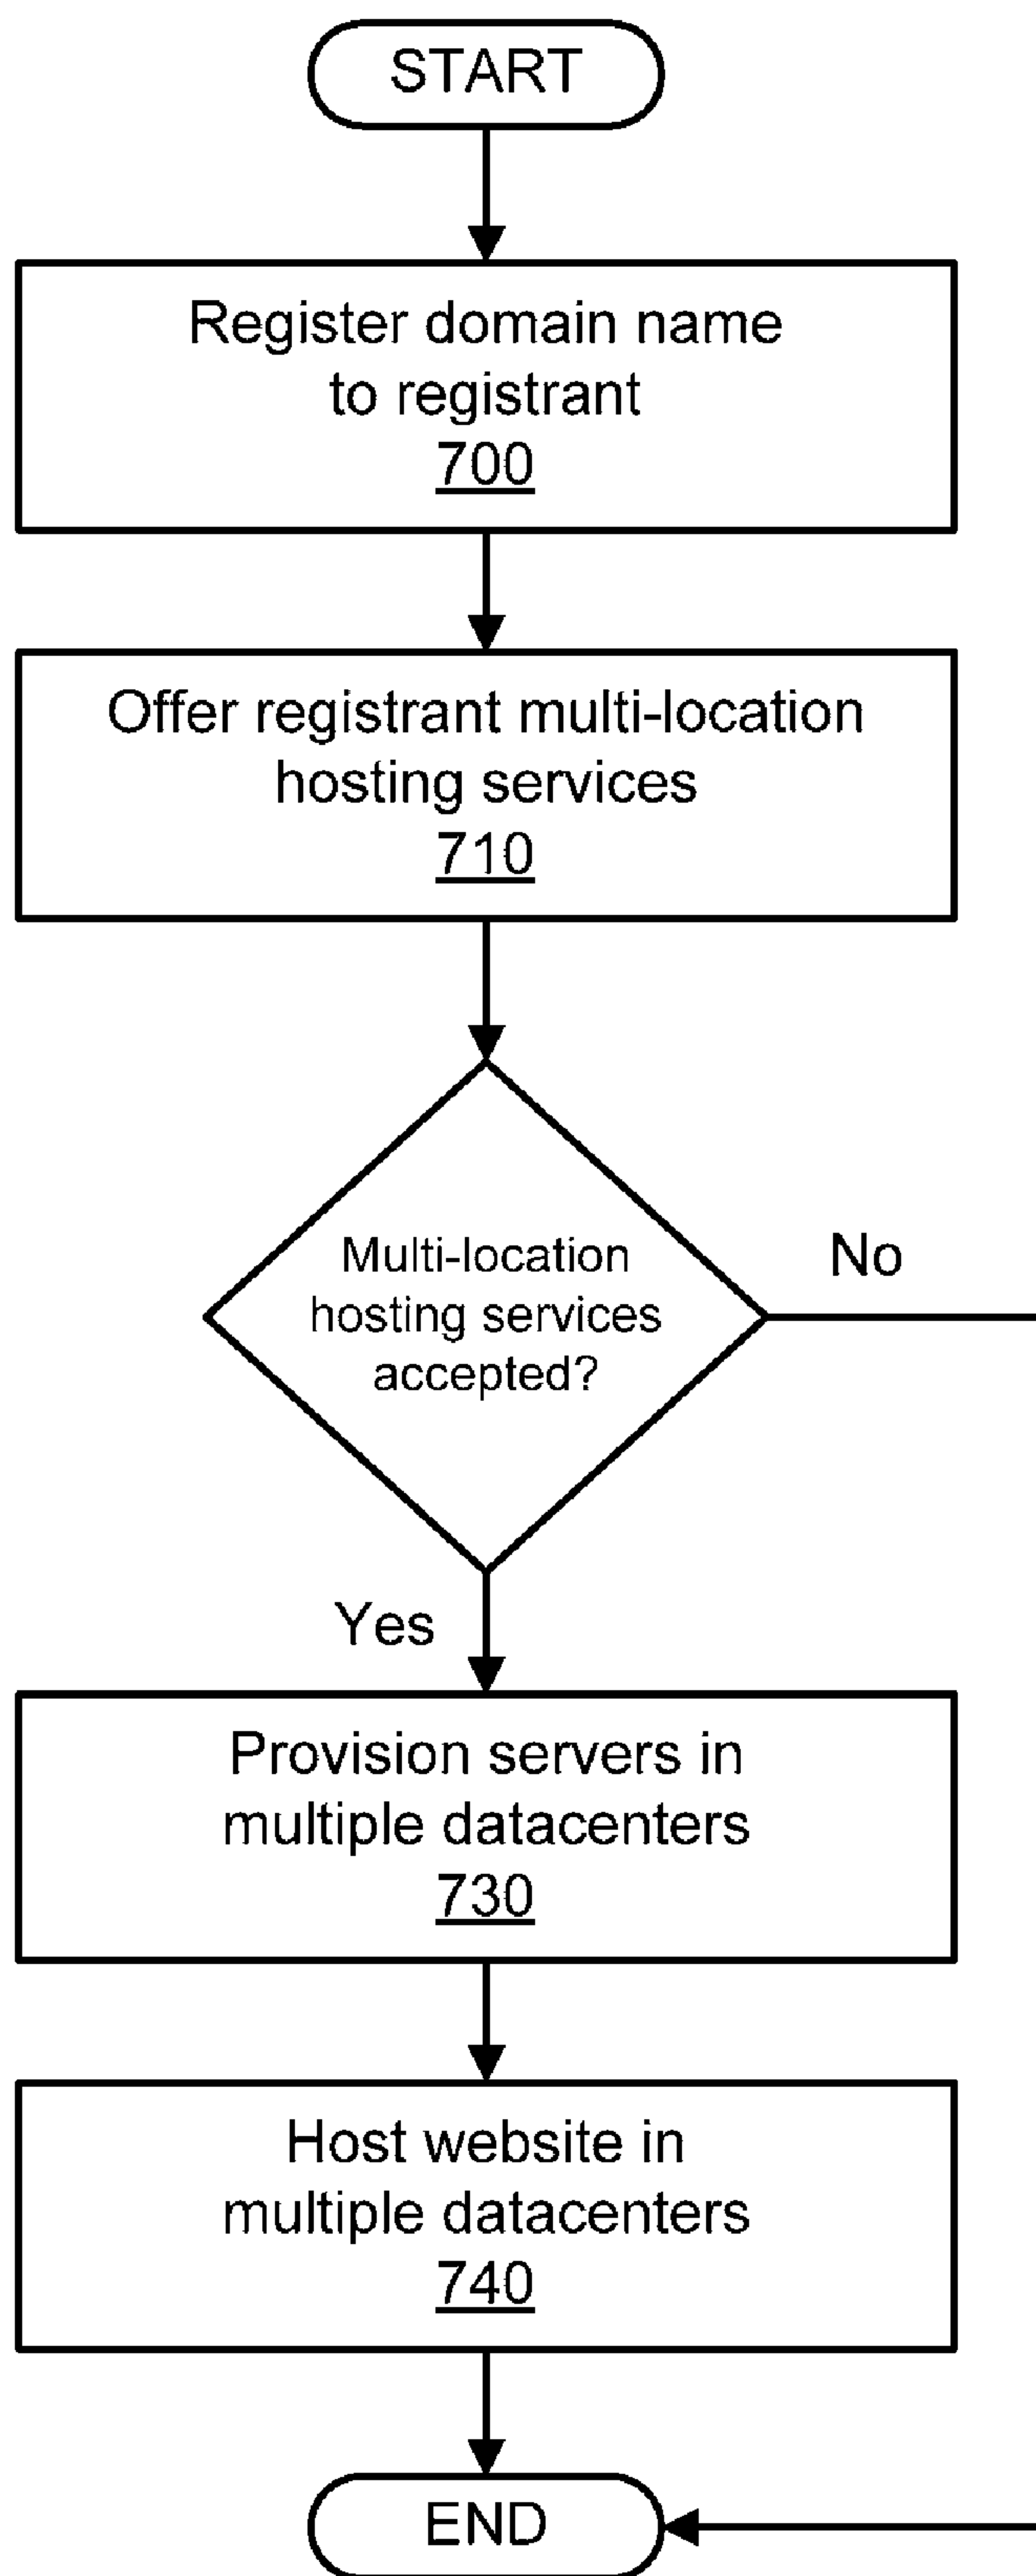 START
Register domain name
to registrant
700
Offer registrant multi-location
hosting services
710
Multi-location
hosting services
accepted?
No
Yes
Provision servers in
multiple datacenters
730
Host website in
multiple datacenters
740
END